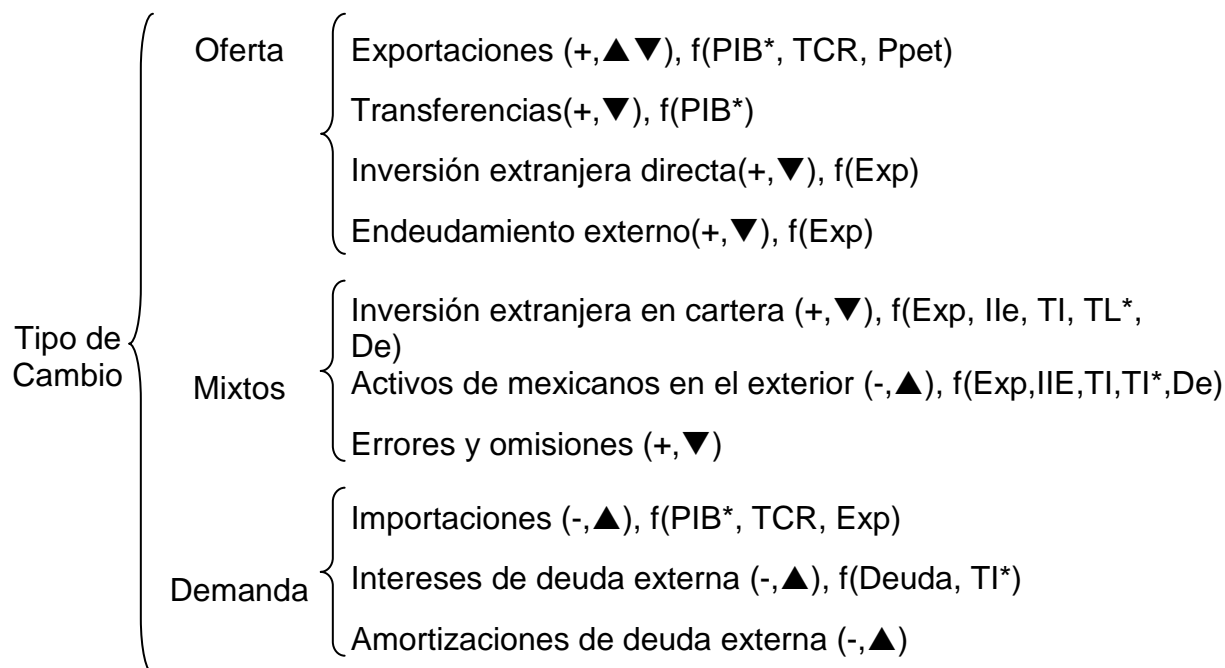 Tipo de
Cambio
Oferta
Exportaciones (+,▲▼), f(PIB*, TCR, Ppet)
Transferencias(+,▼), f(PIB*)
Inversión extranjera directa(+,▼), f(Exp)
Endeudamiento externo(+,▼), f(Exp)
Mixtos
Inversión extranjera en cartera (+,▼), f(Exp, IIe, TI, TL*,
De)
Activos de mexicanos en el exterior (-,▲), f(Exp,IIE,TI,TI*,De)
Errores y omisiones (+,▼)
Demanda
Importaciones (-,▲), f(PIB*, TCR, Exp)
Intereses de deuda externa (-,▲), f(Deuda, TI*)
Amortizaciones de deuda externa (-,▲)